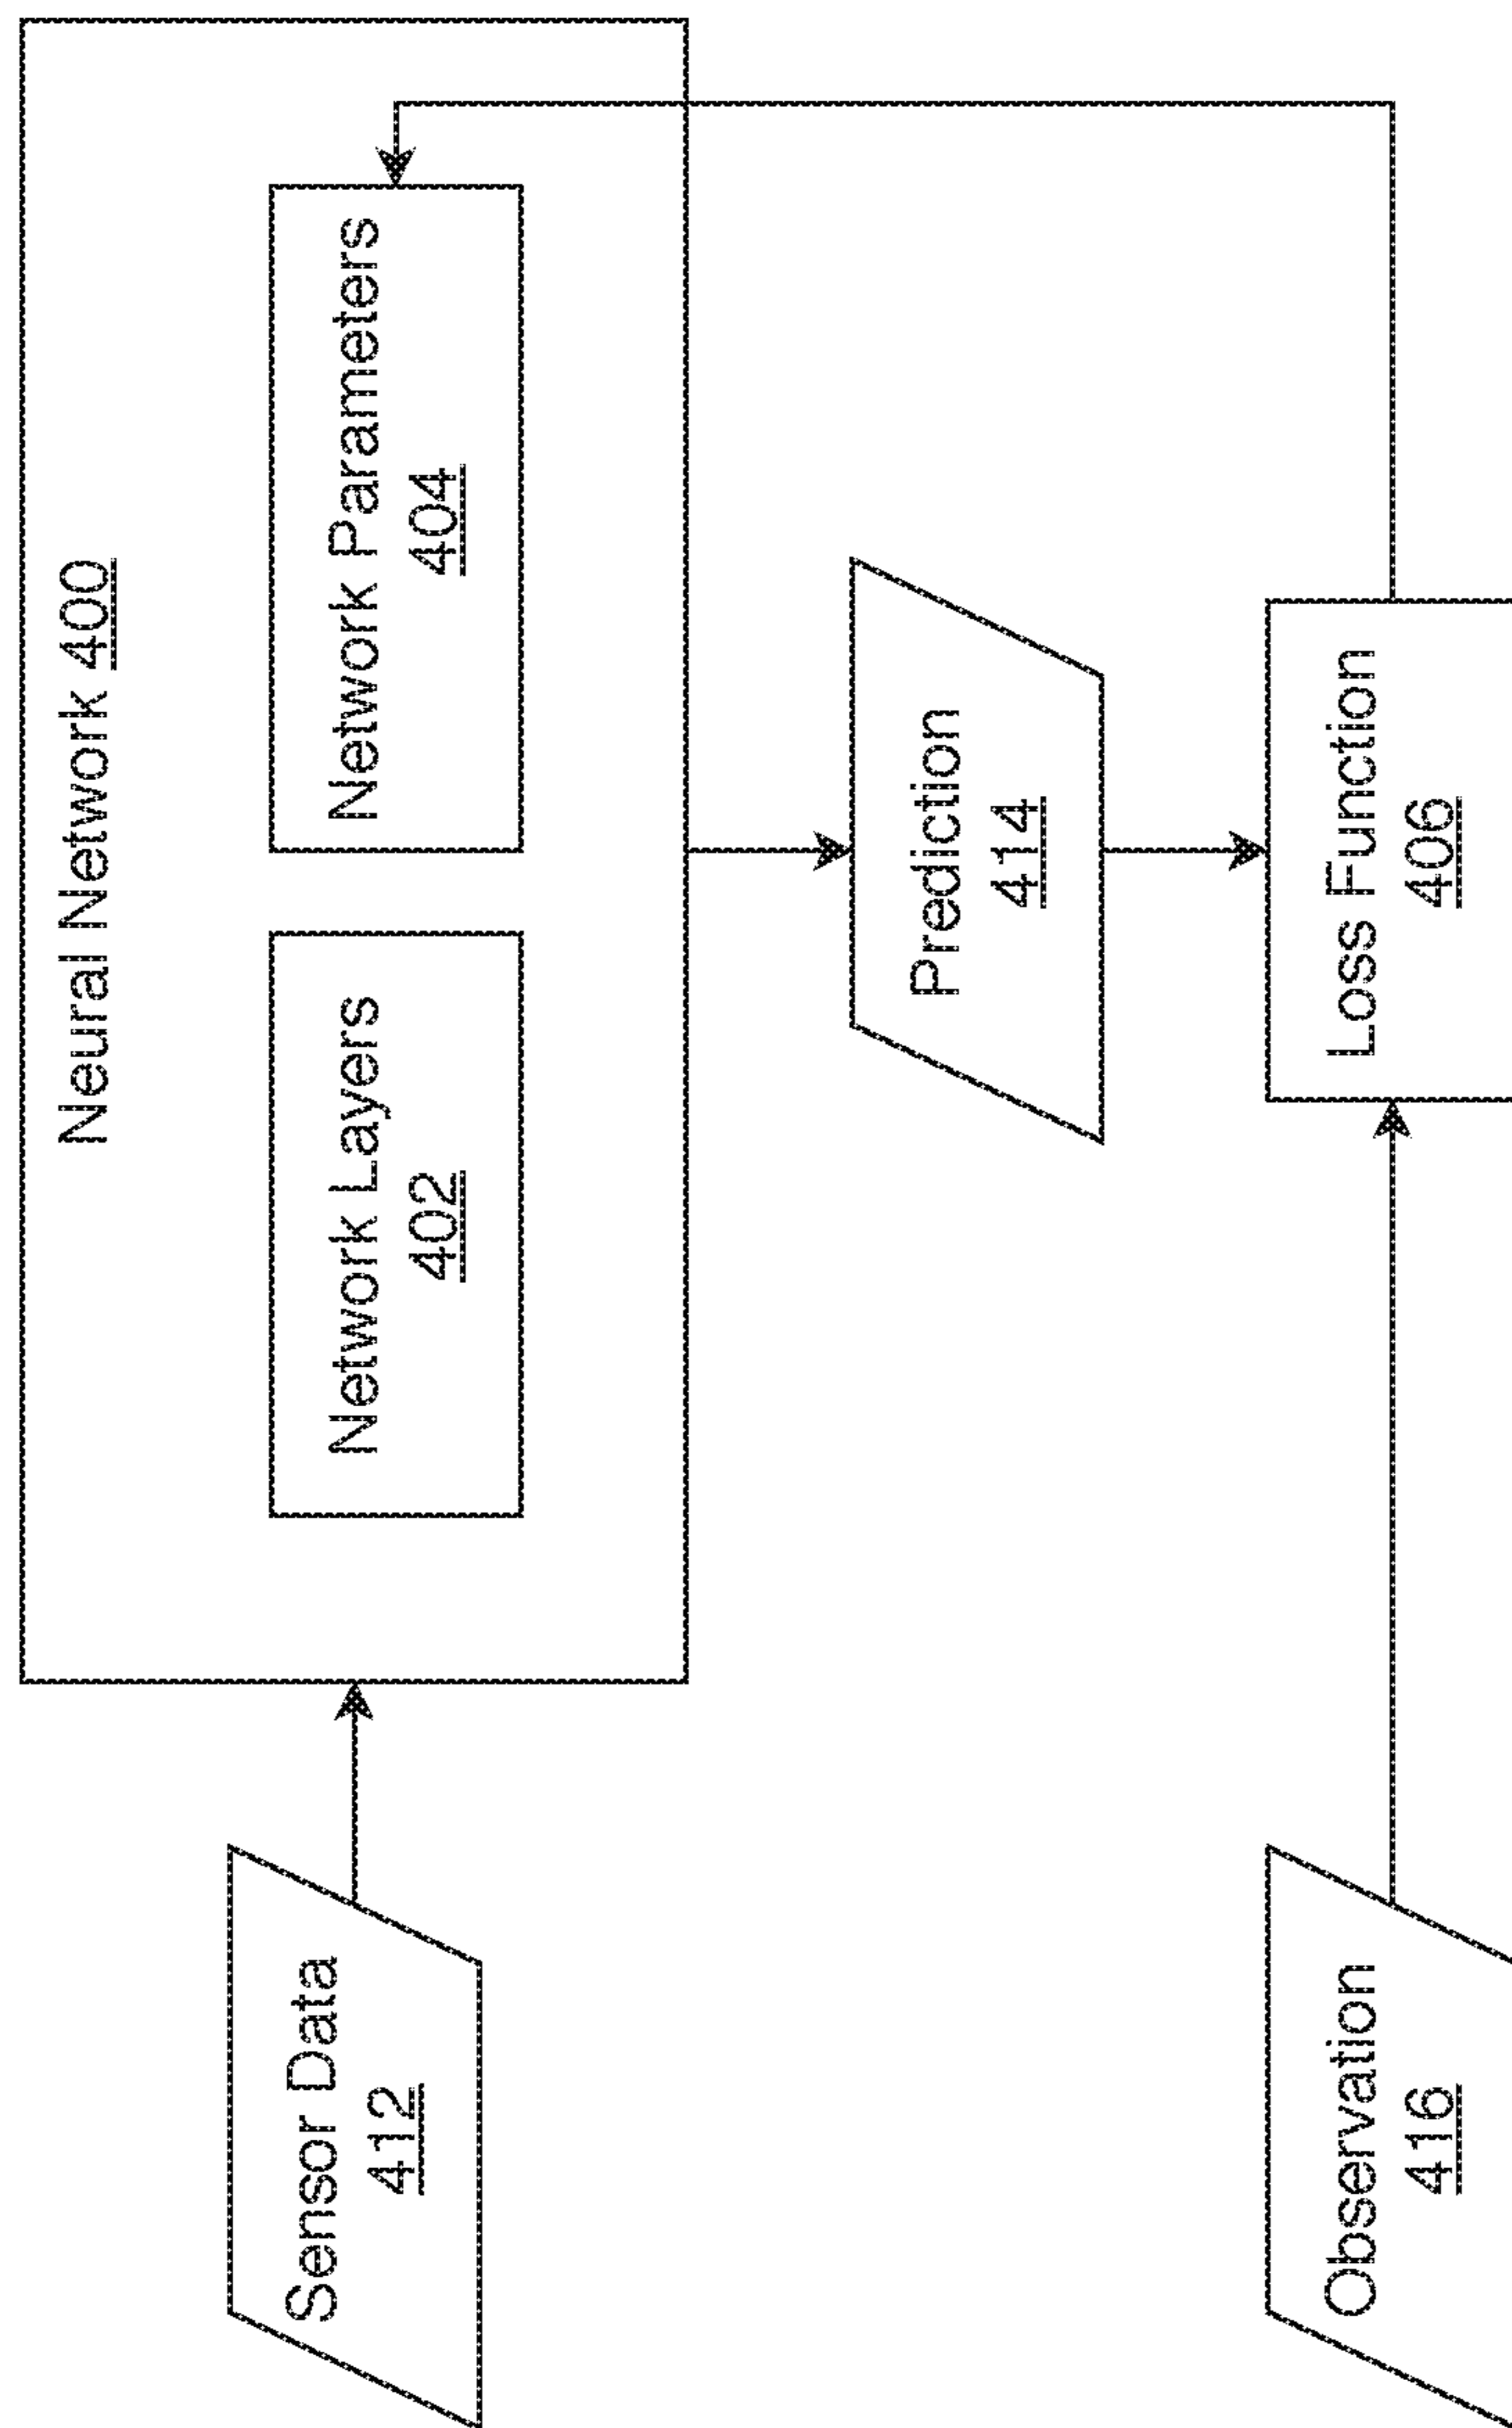 Neural Network 400
Network Layers
402
Network Parameters
404
Sensor Data
412
Prediction
414
Observation
416
Loss Function
406